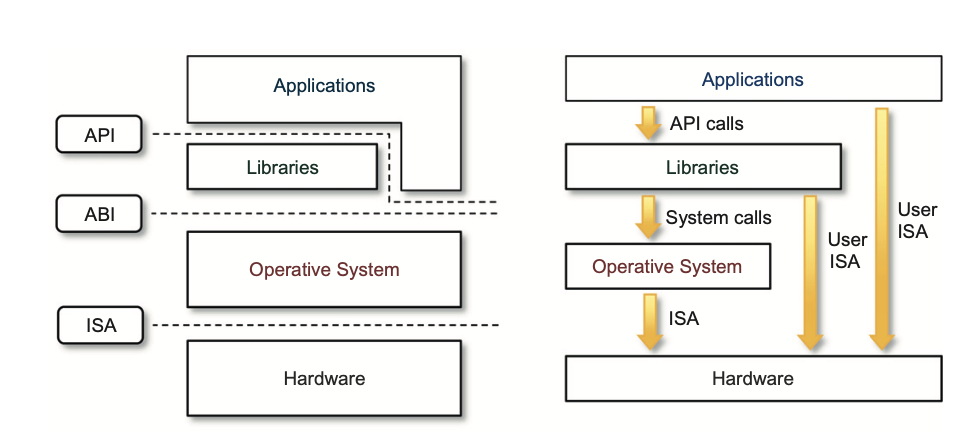 Applications
API
Libraries
ABI
Operative System
ISA
Hardware
Applications
API calls
Libraries
System calls
User
ISA
User
ISA
Operative System
ISA
Hardware